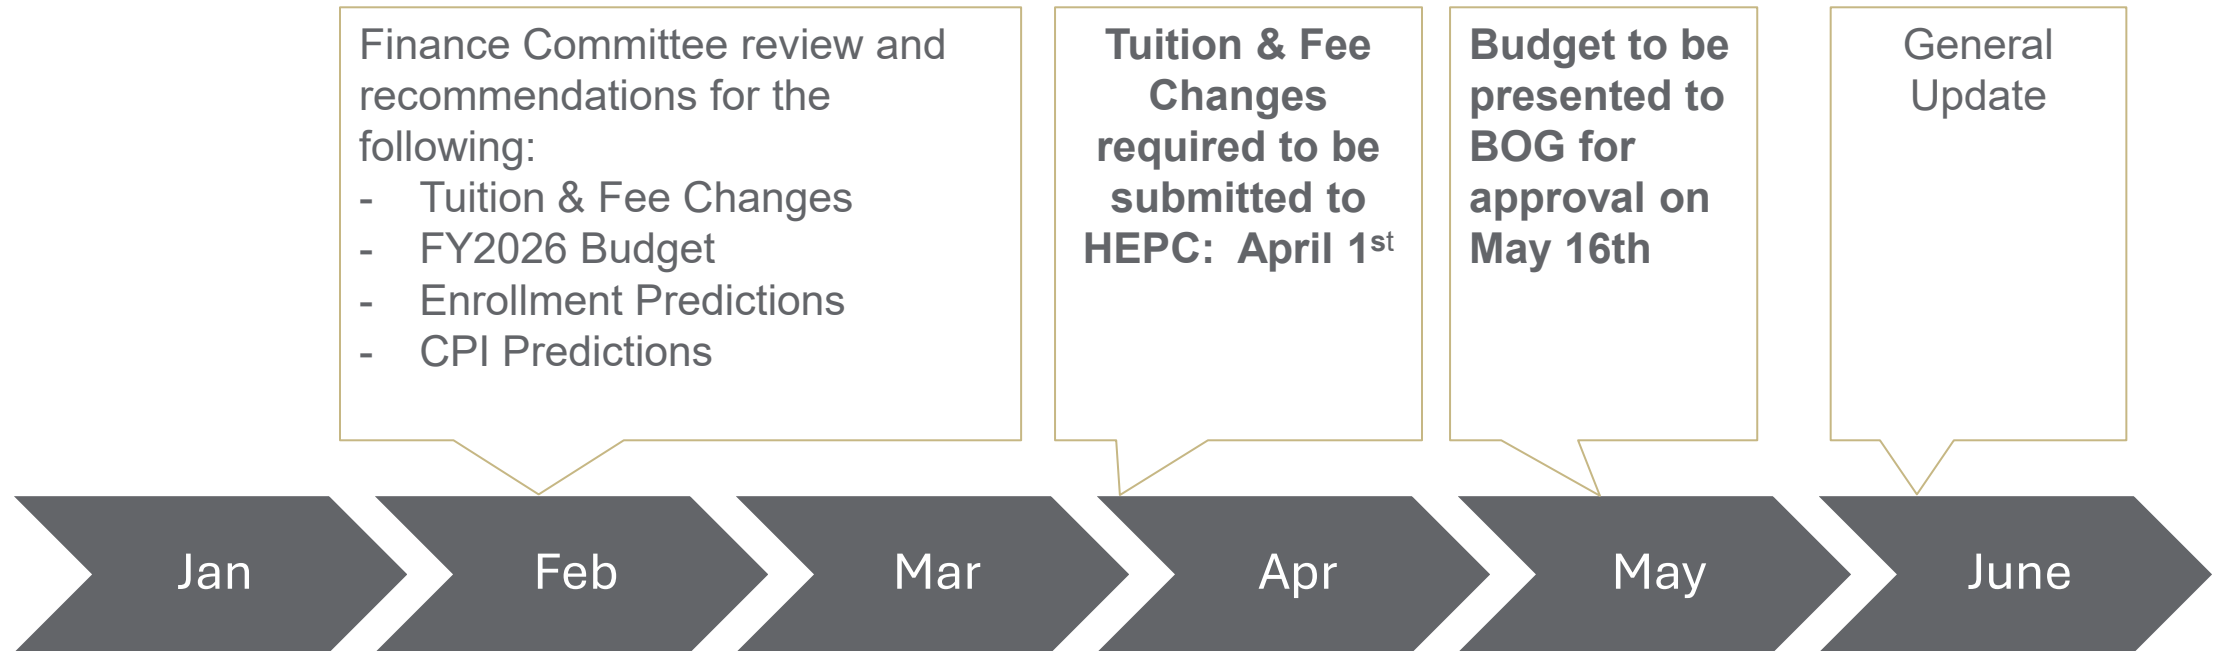 Finance Committee review and
recommendations for the
following:
- Tuition & Fee Changes
- FY2026 Budget
- Enrollment Predictions
- CPI Predictions
Tuition & Fee
Changes
required to be
submitted to
HEPC:  April 1st
Budget to be
presented to
BOG for
approval on
May 16th
General
Update
Jan
Feb
Mar
Apr
May
June